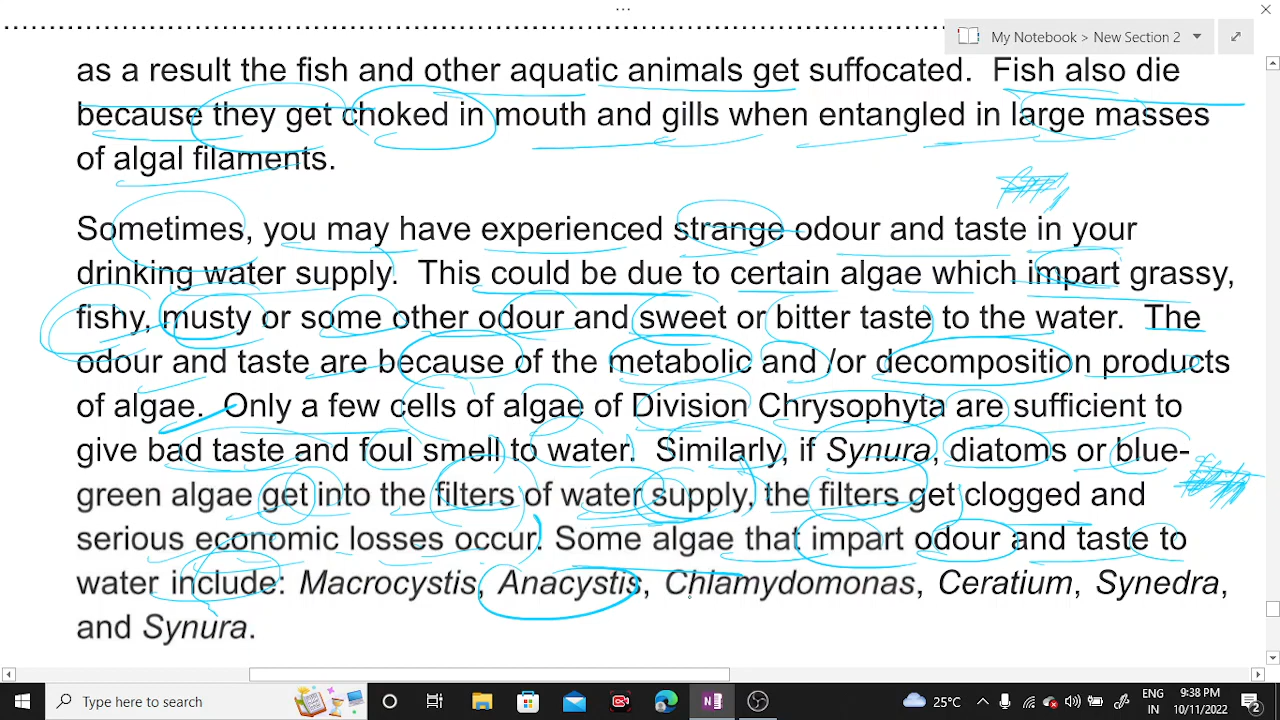 My Notebook > New Section 2
as a result the fish and other aquatic animals get suffocated. Fish also die
because they get choked in mouth and gills when entangled in large masses
of algal filaments.
Sometimes, you may have experienced strange odour and taste in your
drinking water supply. This could be due to certain algae which impart grassy,
fishy, musty or some other odour and sweet or bitter taste to the water. The
odour and taste are because of the metabolic and /or decomposition products
of algae. Only a few cells of algae of Division Chrysophyta are sufficient to
give bad taste and foul smell to water. Similarly, if Synura, diatoms or blue-
green algae get into the filters of water supply, the filters get clogged and
serious economic losses occur. Some algae that impart odour and taste to
water include: Macrocystis, Anacystis, Chlamydomonas, Ceratium, Synedra,
and Synura.
Type here to search
25°C
ENG
IN
9:38 PM
10/11/2022
2